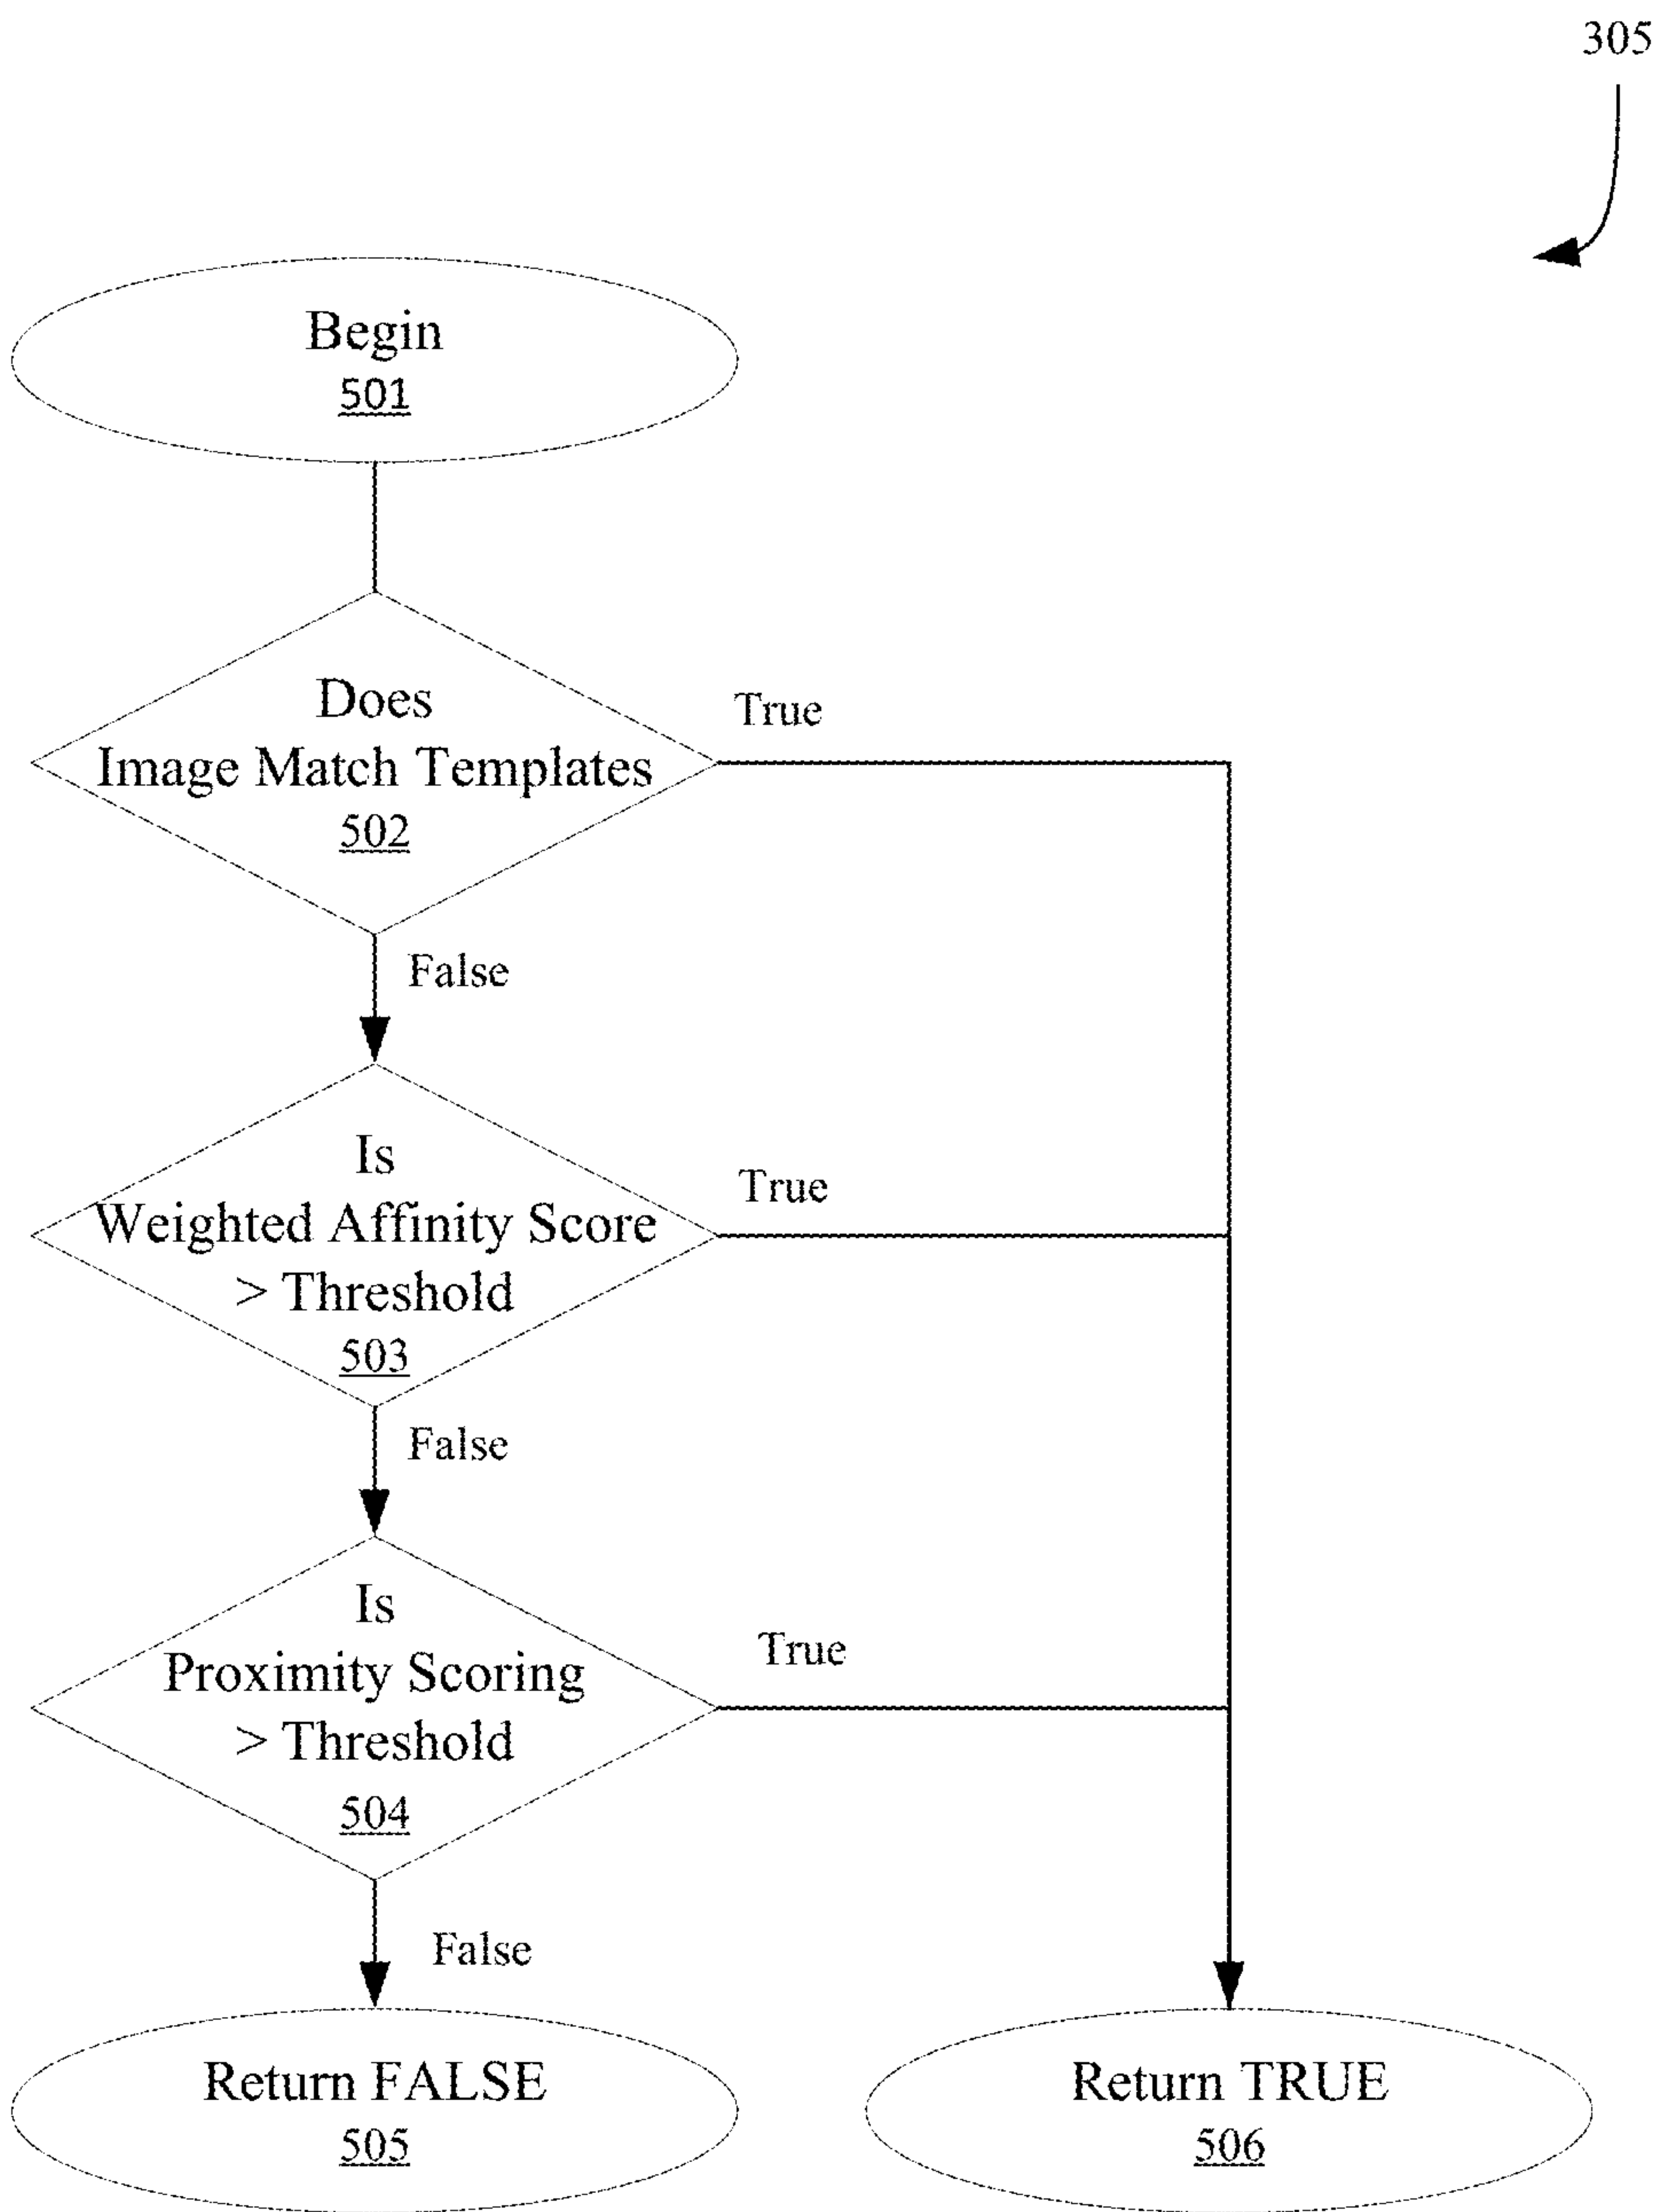 305
Begin
501
Does
Image Match Templates
502
True
False
Is
Weighted Affinity Score
> Threshold
503
True
False
Is
Proximity Scoring
> Threshold
504
True
False
Return FALSE
505
Return TRUE
506